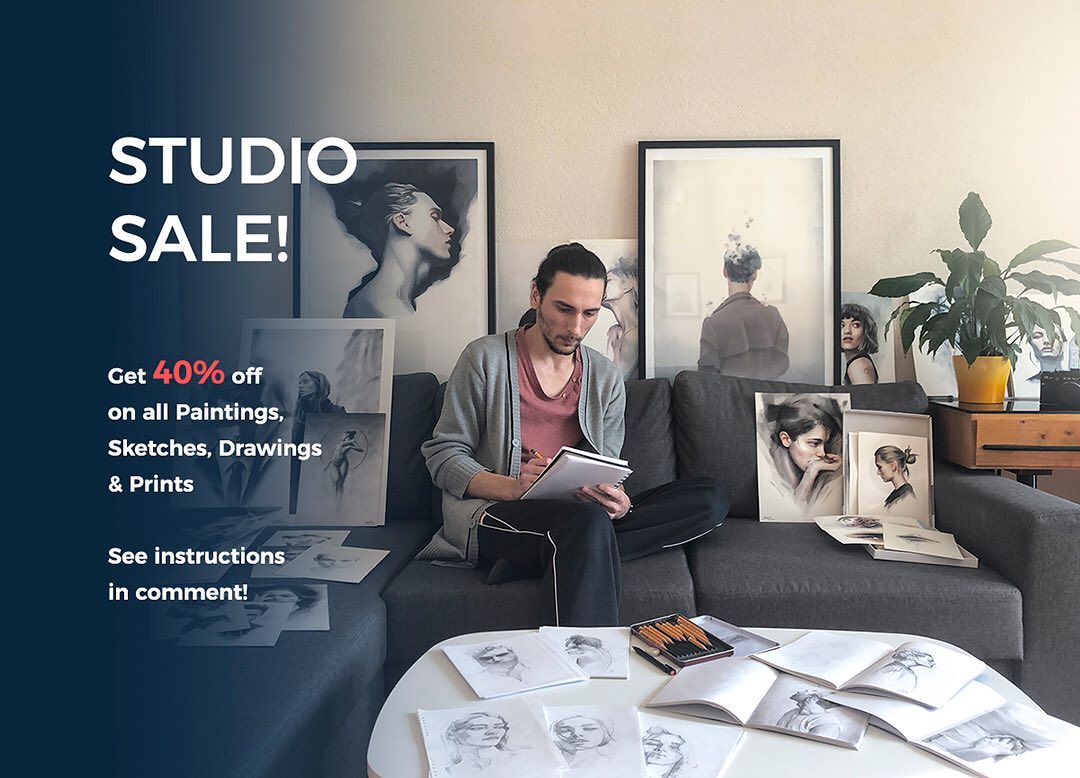 STUDIO
SALE!
Get 40% off
on all Paintings,
Sketches, Drawings
& Prints
See instructions
in comment!